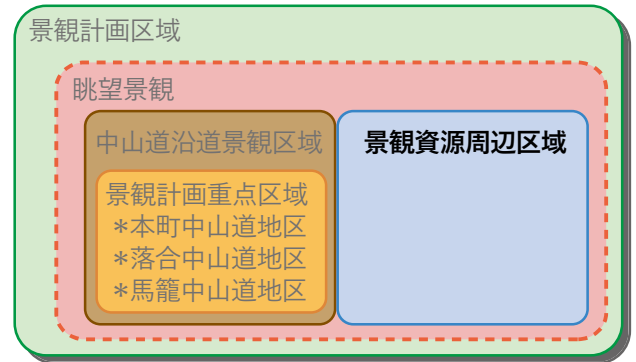 景観計画区域
眺望景観
中山道沿道景観区域
景観資源周辺区域
景観計画重点区域
*本町中山道地区
*落合中山道地区
*馬籠中山道地区